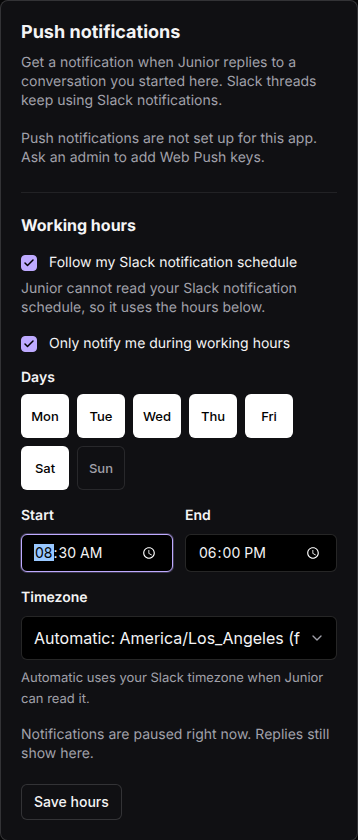 Push notifications
Get a notification when Junior replies to a
conversation you started here. Slack threads
keep using Slack notifications.
Push notifications are not set up for this app.
Ask an admin to add Web Push keys.
Working hours
Follow my Slack notification schedule
Junior cannot read your Slack notification
schedule, so it uses the hours below.
Only notify me during working hours
Days
Mon Tue Wed Thu Fri
Sat Sun
Start End
08:30 AM 06:00 PM
Timezone
Automatic: America/Los_Angeles (f
Automatic uses your Slack timezone when Junior
can read it.
Notifications are paused right now. Replies still
show here.
Save hours